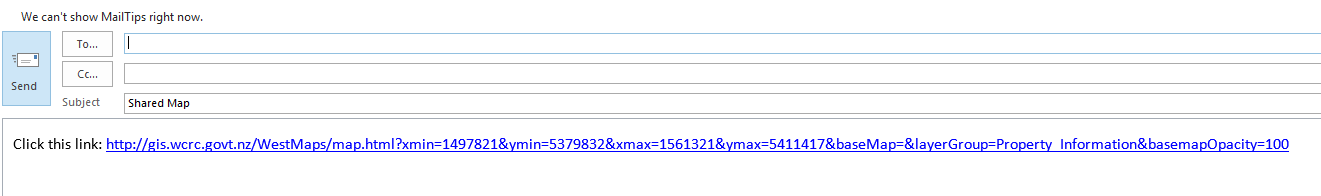 We can't show MailTips right now.
To...
Send
Cc...
Subject Shared Map
Click this link: http://gis.wcrc.govt.nz/WestMaps/map.html?xmin=1497821&ymin=5379832&xmax=1561321&ymax=5411417&baseMap=&layerGroup=Property_Information&basemapOpacity=100